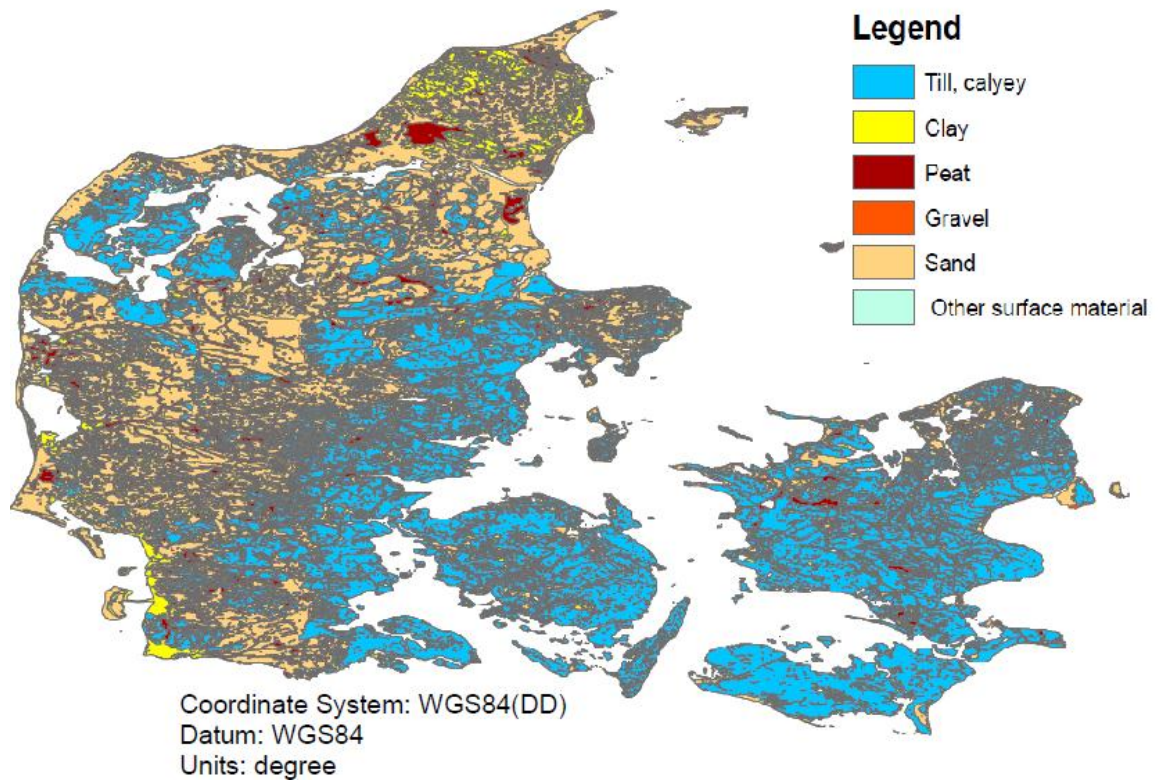 Legend
Till, calyey
Clay
Peat
Gravel
Sand
Other surface material
Coordinate System: WGS84(DD)
Datum: WGS84
Units: degree